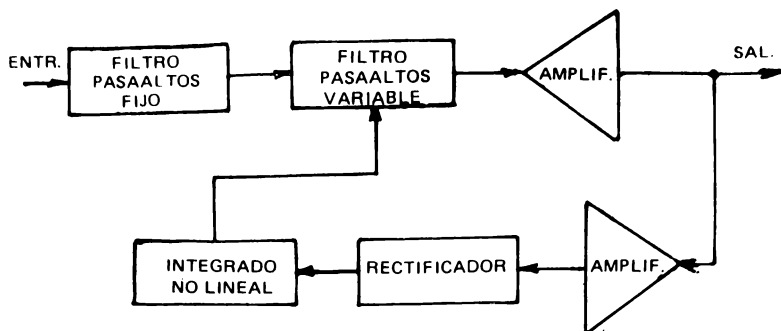 ENTR.
FILTRO
PASAALTOS
FIJO
FILTRO
PASAALTOS
VARIABLE
AMPLIF.
SAL.
INTEGRADO
NO LINEAL
RECTIFICADOR
AMPLIF.